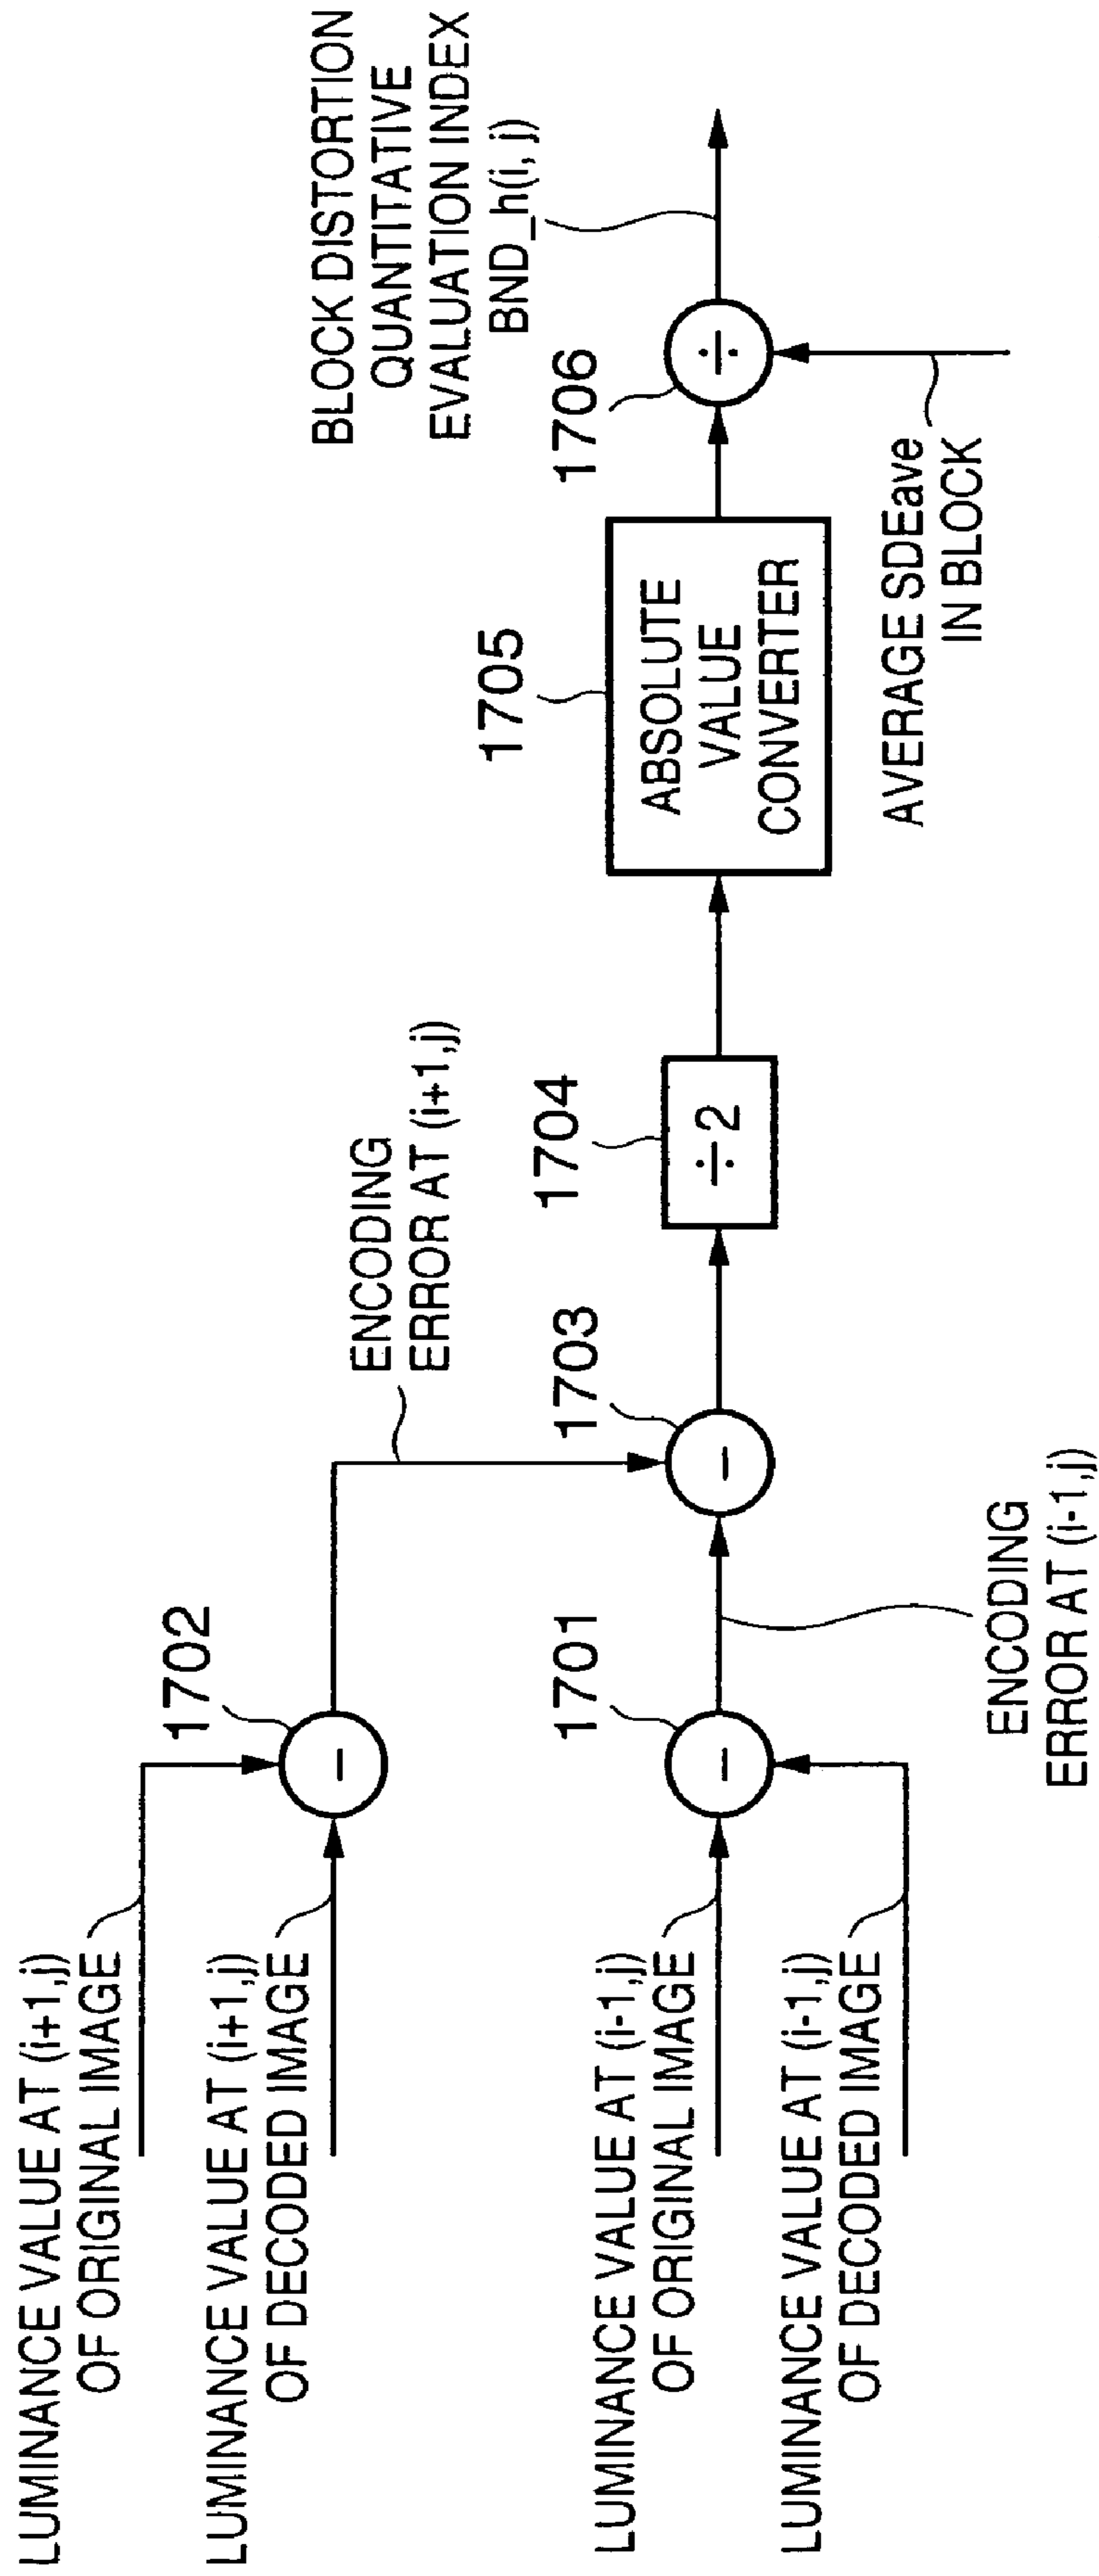 LUMINANCE VALUE AT (i+1,j)
OF ORIGINAL IMAGE
LUMINANCE VALUE AT (i+1,j)
OF DECODED IMAGE
LUMINANCE VALUE AT (i-1,j)
OF ORIGINAL IMAGE
LUMINANCE VALUE AT (i-1,j)
OF DECODED IMAGE
1702
−
1701
−
ENCODING
ERROR AT (i-1,j)
ENCODING
ERROR AT (i+1,j)
1703
−
1704
÷2
1705
ABSOLUTE
VALUE
CONVERTER
1706
÷
AVERAGE SDEave
IN BLOCK
BLOCK DISTORTION
QUANTITATIVE
EVALUATION INDEX
BND_h(i, j)